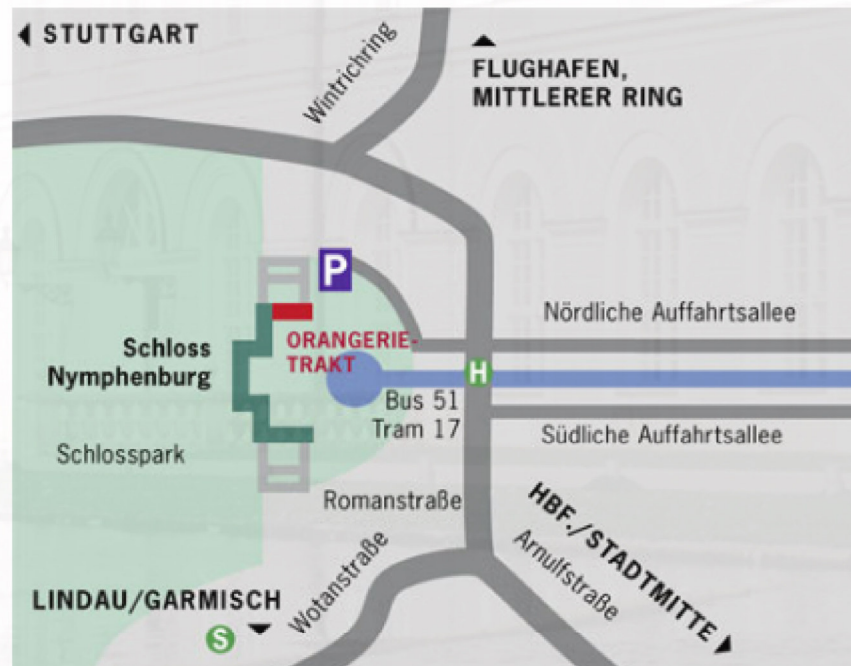 STUTTGART
Wintrichring
FLUGHAFEN,
MITTLERER RING
P
Nördliche Auffahrtsallee
ORANGERIE-
TRAKT
Schloss
Nymphenburg
H
Bus 51
Tram 17
Südliche Auffahrtsallee
Schlosspark
Romanstraße
HBF./STADTMITTE
Arnulfstraße
Wotanstraße
LINDAU/GARMISCH
S